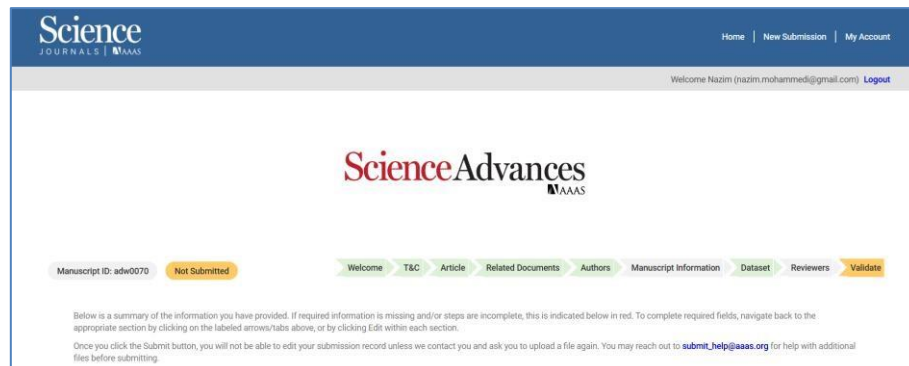 Science
JOURNALS | AAAS
Home | New Submission | My Account
Welcome Nazim (nazim.mohammedi@gmail.com) Logout
Science Advances
AAAS
Manuscript ID: adw0070 Not Submitted Welcome T&C Article Related Documents Authors Manuscript Information Dataset Reviewers Validate
Below is a summary of the information you have provided. If required information is missing and/or steps are incomplete, this is indicated below in red. To complete required fields, navigate back to the
appropriate section by clicking on the labeled arrows/tabs above, or by clicking Edit within each section.
Once you click the Submit button, you will not be able to edit your submission record unless we contact you and ask you to upload a file again. You may reach out to submit_help@aaas.org for help with additional
files before submitting.